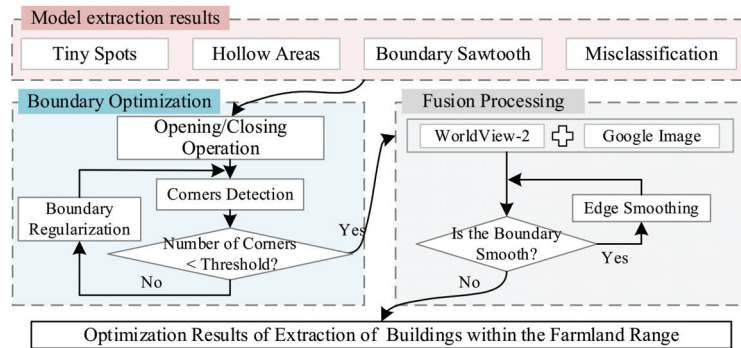 Model extraction results
Tiny Spots
Hollow Areas
Boundary Sawtooth
Misclassification
Boundary Optimization
Opening/Closing
Operation
Corners Detection
Boundary
Regularization
Number of Corners
< Threshold?
Yes
No
Fusion Processing
WorldView-2
Google Image
Edge Smoothing
Is the Boundary
Smooth?
Yes
No
Optimization Results of Extraction of Buildings within the Farmland Range